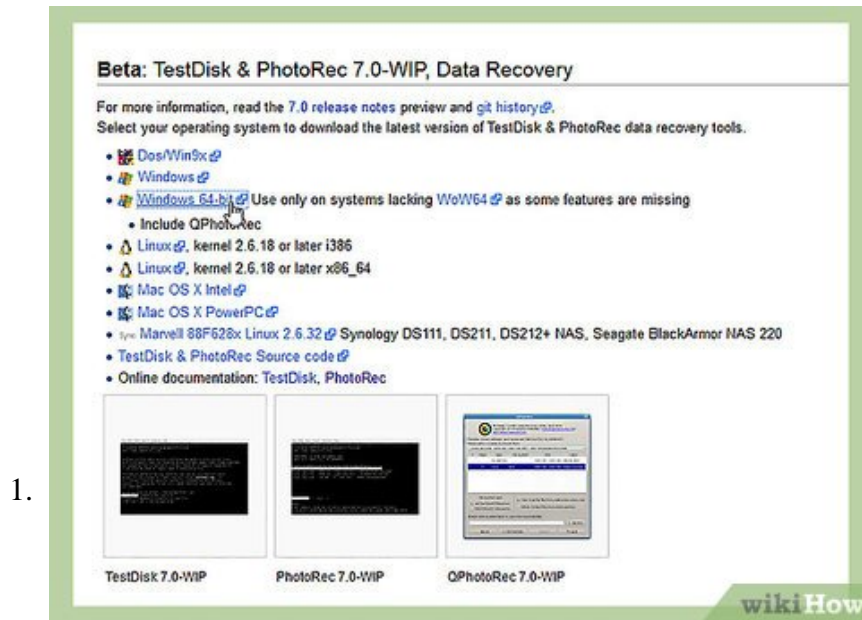 Beta: TestDisk & PhotoRec 7.0-WIP, Data Recovery
For more information, read the 7.0 release notes preview and git history.
Select your operating system to download the latest version of TestDisk & PhotoRec data recovery tools.
Dos/Win9x
Windows
Windows 64-bit Use only on systems lacking WoW64 as some features are missing
Include QPhotoRec
Linux, kernel 2.6.18 or later i386
Linux, kernel 2.6.18 or later x86_64
Mac OS X Intel
Mac OS X PowerPC
Marvell 88F628x Linux 2.6.32 Synology DS111, DS211, DS212+ NAS, Seagate BlackArmor NAS 220
TestDisk & PhotoRec Source code
Online documentation: TestDisk, PhotoRec
1.
TestDisk 7.0-WIP PhotoRec 7.0-WIP QPhotoRec 7.0-WIP
wikiHow